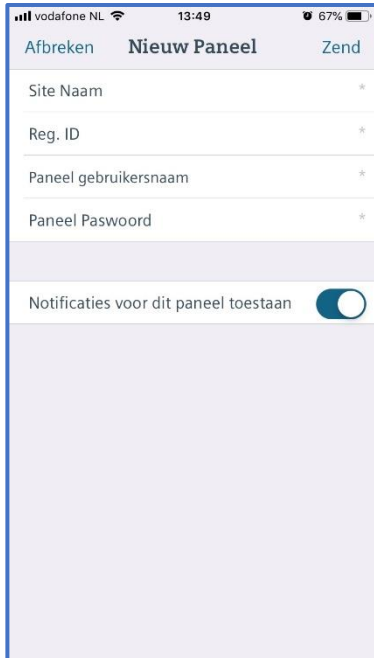 vodafone NL 13:49 67%
Afbreken Nieuw Paneel Zend
Site Naam *
Reg. ID *
Paneel gebruikersnaam *
Paneel Paswoord *
Notificaties voor dit paneel toestaan